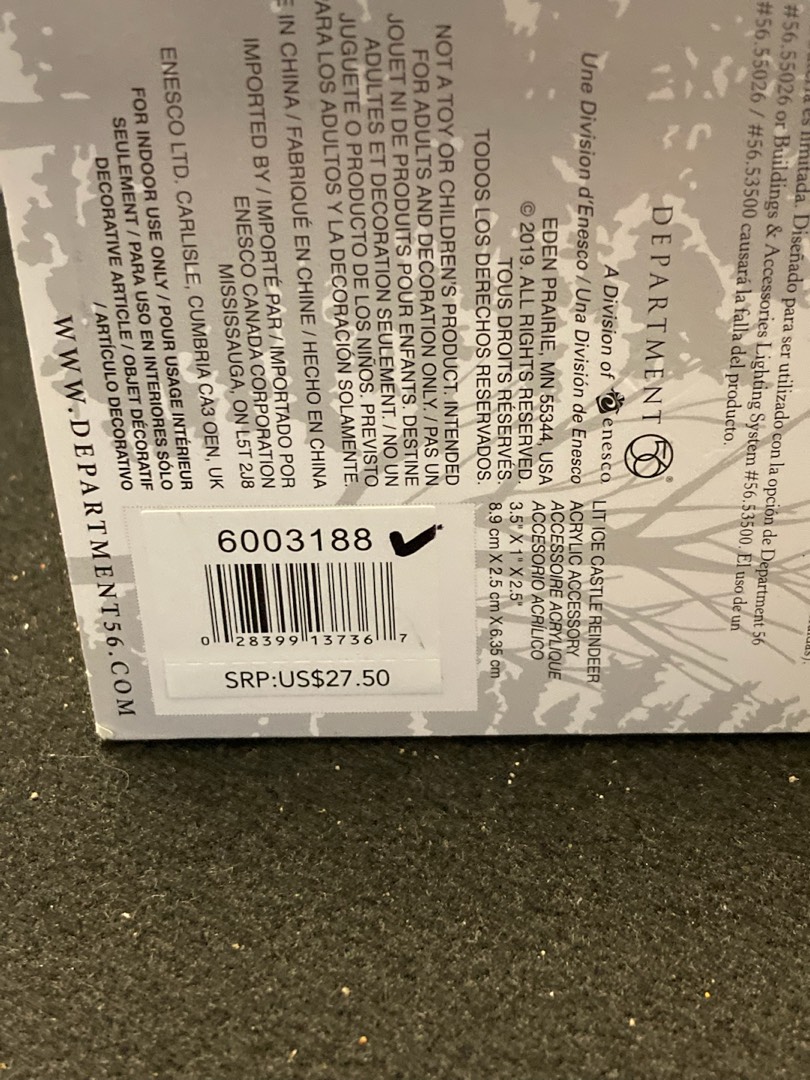 #56.55026 or Buildings & Accessories Lighting System #56.53500. El uso de un
#56.55026 / #56.53500 causará la falla del producto.
DEPARTMENT 56®
A Division of enesco
Une Division d'Enesco / Una División de Enesco
EDEN PRAIRIE, MN 55344, USA
© 2019. ALL RIGHTS RESERVED.
TOUS DROITS RÉSERVÉS.
TODOS LOS DERECHOS RESERVADOS.
NOT A TOY OR CHILDREN'S PRODUCT. INTENDED
FOR ADULTS AND DECORATION ONLY. / PAS UN
JOUET NI DE PRODUITS POUR ENFANTS. DESTINE
ADULTES ET DECORATION SEULEMENT. / NO UN
JUGUETE O PRODUCTO DE LOS NIÑOS. PREVISTO
PARA LOS ADULTOS Y LA DECORACIÓN SOLAMENTE.
E IN CHINA / FABRIQUÉ EN CHINE / HECHO EN CHINA
IMPORTED BY / IMPORTÉ PAR / IMPORTADO POR
ENESCO CANADA CORPORATION
MISSISSAUGA, ON L5T 2J8
ENESCO LTD. CARLISLE, CUMBRIA CA3 OEN, UK
FOR INDOOR USE ONLY / POUR USAGE INTÉRIEUR
SEULEMENT / PARA USO EN INTERIORES SÓLO
DECORATIVE ARTICLE / OBJET DÉCORATIF
/ ARTÍCULO DECORATIVO
WWW.DEPARTMENT56.COM
LIT ICE CASTLE REINDEER
ACRYLIC ACCESSORY
ACCESSOIRE ACRYLIQUE
ACCESORIO ACRÍLICO
3.5" X 1" X 2.5"
8.9 cm X 2.5 cm X 6.35 cm
6003188
0 28399 13736 7
SRP:US$27.50